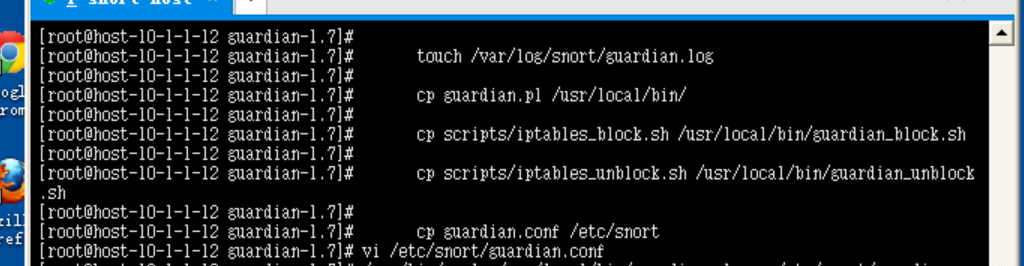 1 snort-host
[root@host-10-1-1-12 guardian-1.7]#
[root@host-10-1-1-12 guardian-1.7]# touch /var/log/snort/guardian.log
[root@host-10-1-1-12 guardian-1.7]#
[root@host-10-1-1-12 guardian-1.7]# cp guardian.pl /usr/local/bin/
[root@host-10-1-1-12 guardian-1.7]#
[root@host-10-1-1-12 guardian-1.7]# cp scripts/iptables_block.sh /usr/local/bin/guardian_block.sh
[root@host-10-1-1-12 guardian-1.7]#
[root@host-10-1-1-12 guardian-1.7]# cp scripts/iptables_unblock.sh /usr/local/bin/guardian_unblock
.sh
[root@host-10-1-1-12 guardian-1.7]#
[root@host-10-1-1-12 guardian-1.7]# cp guardian.conf /etc/snort
[root@host-10-1-1-12 guardian-1.7]# vi /etc/snort/guardian.conf